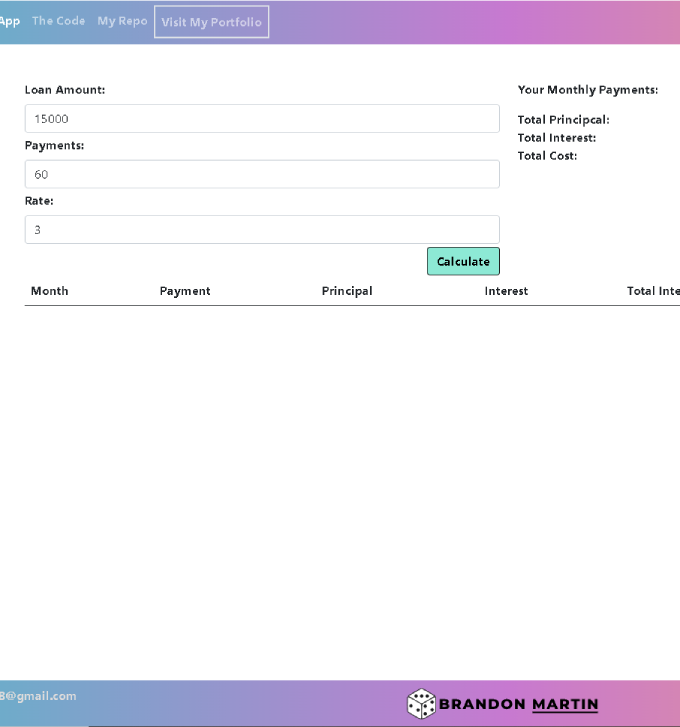 App The Code My Repo Visit My Portfolio
Loan Amount:
15000
Payments:
60
Rate:
3
Calculate
Your Monthly Payments:
Total Principcal:
Total Interest:
Total Cost:
Month Payment Principal Interest Total Inte
8@gmail.com
BRANDON MARTIN